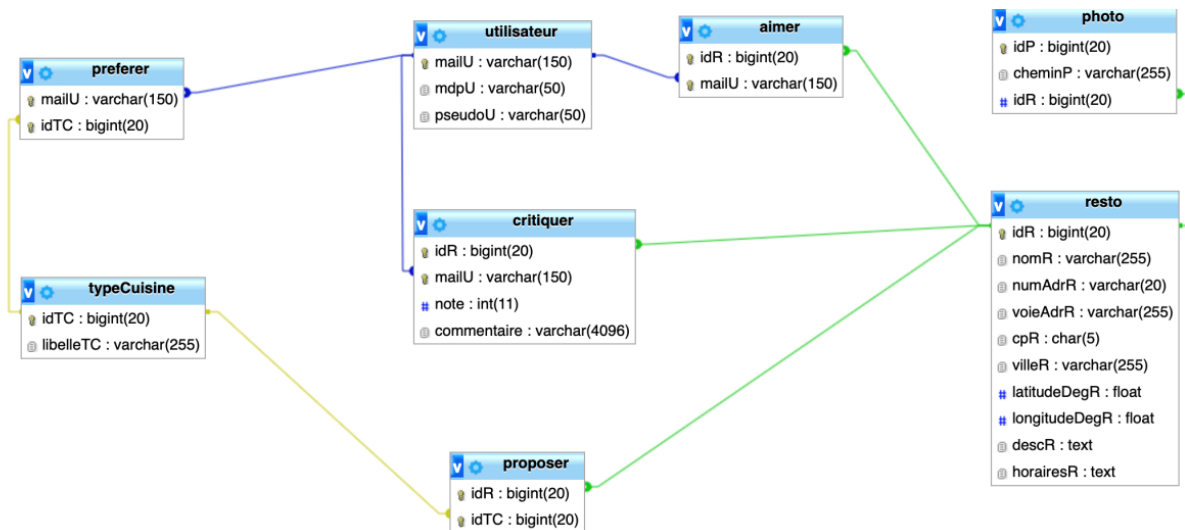 preferer
mailU : varchar(150)
idTC : bigint(20)
utilisateur
mailU : varchar(150)
mdpU : varchar(50)
pseudoU : varchar(50)
aimer
idR : bigint(20)
mailU : varchar(150)
photo
idP : bigint(20)
cheminP : varchar(255)
# idR : bigint(20)
critiquer
idR : bigint(20)
mailU : varchar(150)
# note : int(11)
commentaire : varchar(4096)
resto
idR : bigint(20)
nomR : varchar(255)
numAdrR : varchar(20)
voieAdrR : varchar(255)
cpR : char(5)
villeR : varchar(255)
# latitudeDegR : float
# longitudeDegR : float
descR : text
horairesR : text
typeCuisine
idTC : bigint(20)
libelleTC : varchar(255)
proposer
idR : bigint(20)
idTC : bigint(20)